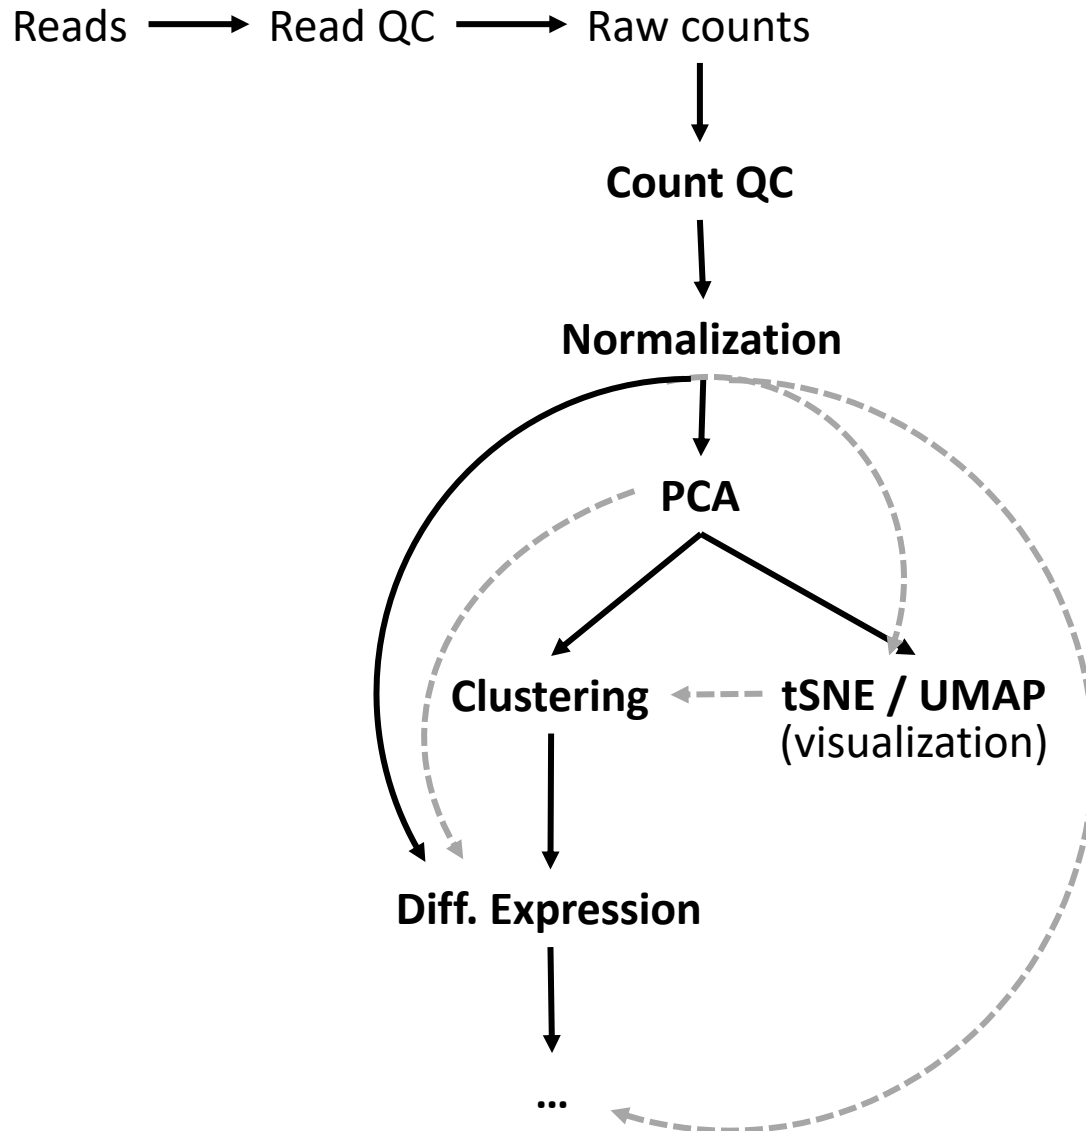 Reads
Read QC
Raw counts
Count QC
Normalization
PCA
Clustering
tSNE / UMAP
(visualization)
Diff. Expression
...